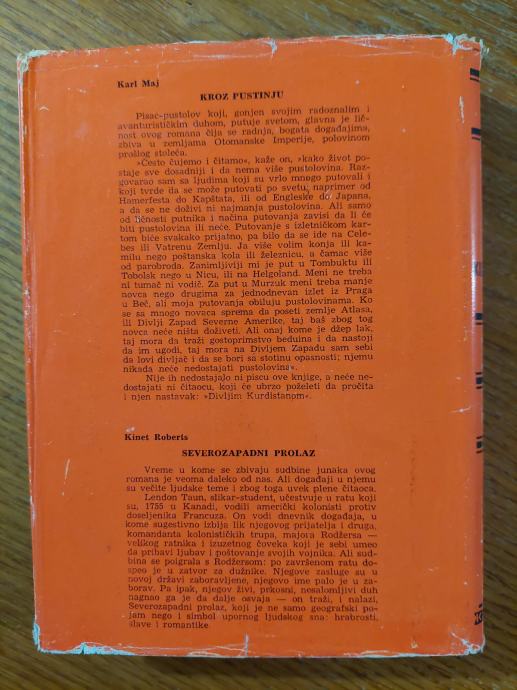 Karl Maj
KROZ PUSTINJU
Pisac-pustolov koji, gonjen svojim radoznalim i
avanturističkim duhom, putuje svetom, glavna je lič-
nost ovog romana čija se radnja, bogata događajima,
zbiva u zemljama Otomanske Imperije, polovinom
prošlog stoleća.
»Često čujemo i čitamo«, kaže on, »kako život po-
staje sve dosadniji i da nema više pustolovina. Raz-
govarao sam sa ljudima koji su vrlo mnogo putovali i
koji tvrde da se može putovati po svetu, naprimer od
Hamerfesta do Kapštata, ili od Engleske do Japana,
a da se ne doživi ni najmanja pustolovina. Ali samo
od ličnosti putnika i načina putovanja zavisi da li će
biti pustolovina ili neće. Putovanje s izletničkom kar-
tom biće svakako prijatno, pa bilo da se ide na Cele-
bes ili Vatrenu Zemlju. Ja više volim konja ili ka-
milu nego poštanska kola ili železnicu, a čamac više
od parobroda. Zanimljiviji mi je put u Tombuktu ili
Tobolsk nego u Nicu, ili na Helgoland. Meni ne treba
ni tumač ni vodič. Za put u Murzuk meni treba manje
novca nego drugima za jednodnevan izlet iz Praga
u Beč, ali moja putovanja obiluju pustolovinama. Ko
se sa mnogo novaca sprema da poseti zemlje Atlasa,
ili Divlji Zapad Severne Amerike, taj baš zbog tog
novca neće ništa doživeti. Ali onaj kome je džep lak,
taj mora da traži gostoprimstvo beduina i da nastoji
da im ugodi, taj mora na Divljem Zapadu sam sebi
da lovi divljač i da se bori sa stotinu opasnosti; njemu
nikada neće nedostajati pustolovina«.
Nije ih nedostajalo ni piscu ove knjige, a neće ne-
dostajati ni čitaocu, koji će ubrzo poželeti da pročita
i njen nastavak: »Divljim Kurdistanom«.
Kinet Roberts
SEVEROZAPADNI PROLAZ
Vreme u kome se zbivaju sudbine junaka ovog
romana je veoma daleko od nas. Ali događaji u njemu
su večite ljudske teme i zbog toga uvek plene čitaoca.
Lendon Taun, slikar-student, učestvuje u ratu koji
su, 1755 u Kanadi, vodili američki kolonisti protiv
doseljenika Francuza. On vodi dnevnik događaja, u
kome sugestivno izbija lik njegovog prijatelja i druga,
komandanta kolonističkih trupa, majora Rodžersa —
velikog ratnika i izuzetnog čoveka koji je sebi umeo
da pribavi ljubav i poštovanje svojih vojnika. Ali sud-
bina se poigrala s Rodžersom: po završenom ratu do-
speo je u zatvor za dužnike. Njegove zasluge su u
novoj državi zaboravljene, njegovo ime palo je u za-
borav. Pa ipak, njegov živi, prkosni, nesalomljivi duh
nagnao ga je da dalje osvaja — on traži, i nalazi,
Severozapadni prolaz, koji je ne samo geografski po-
jam nego i simbol upornog ljudskog sna: hrabrosti,
slave i romantike